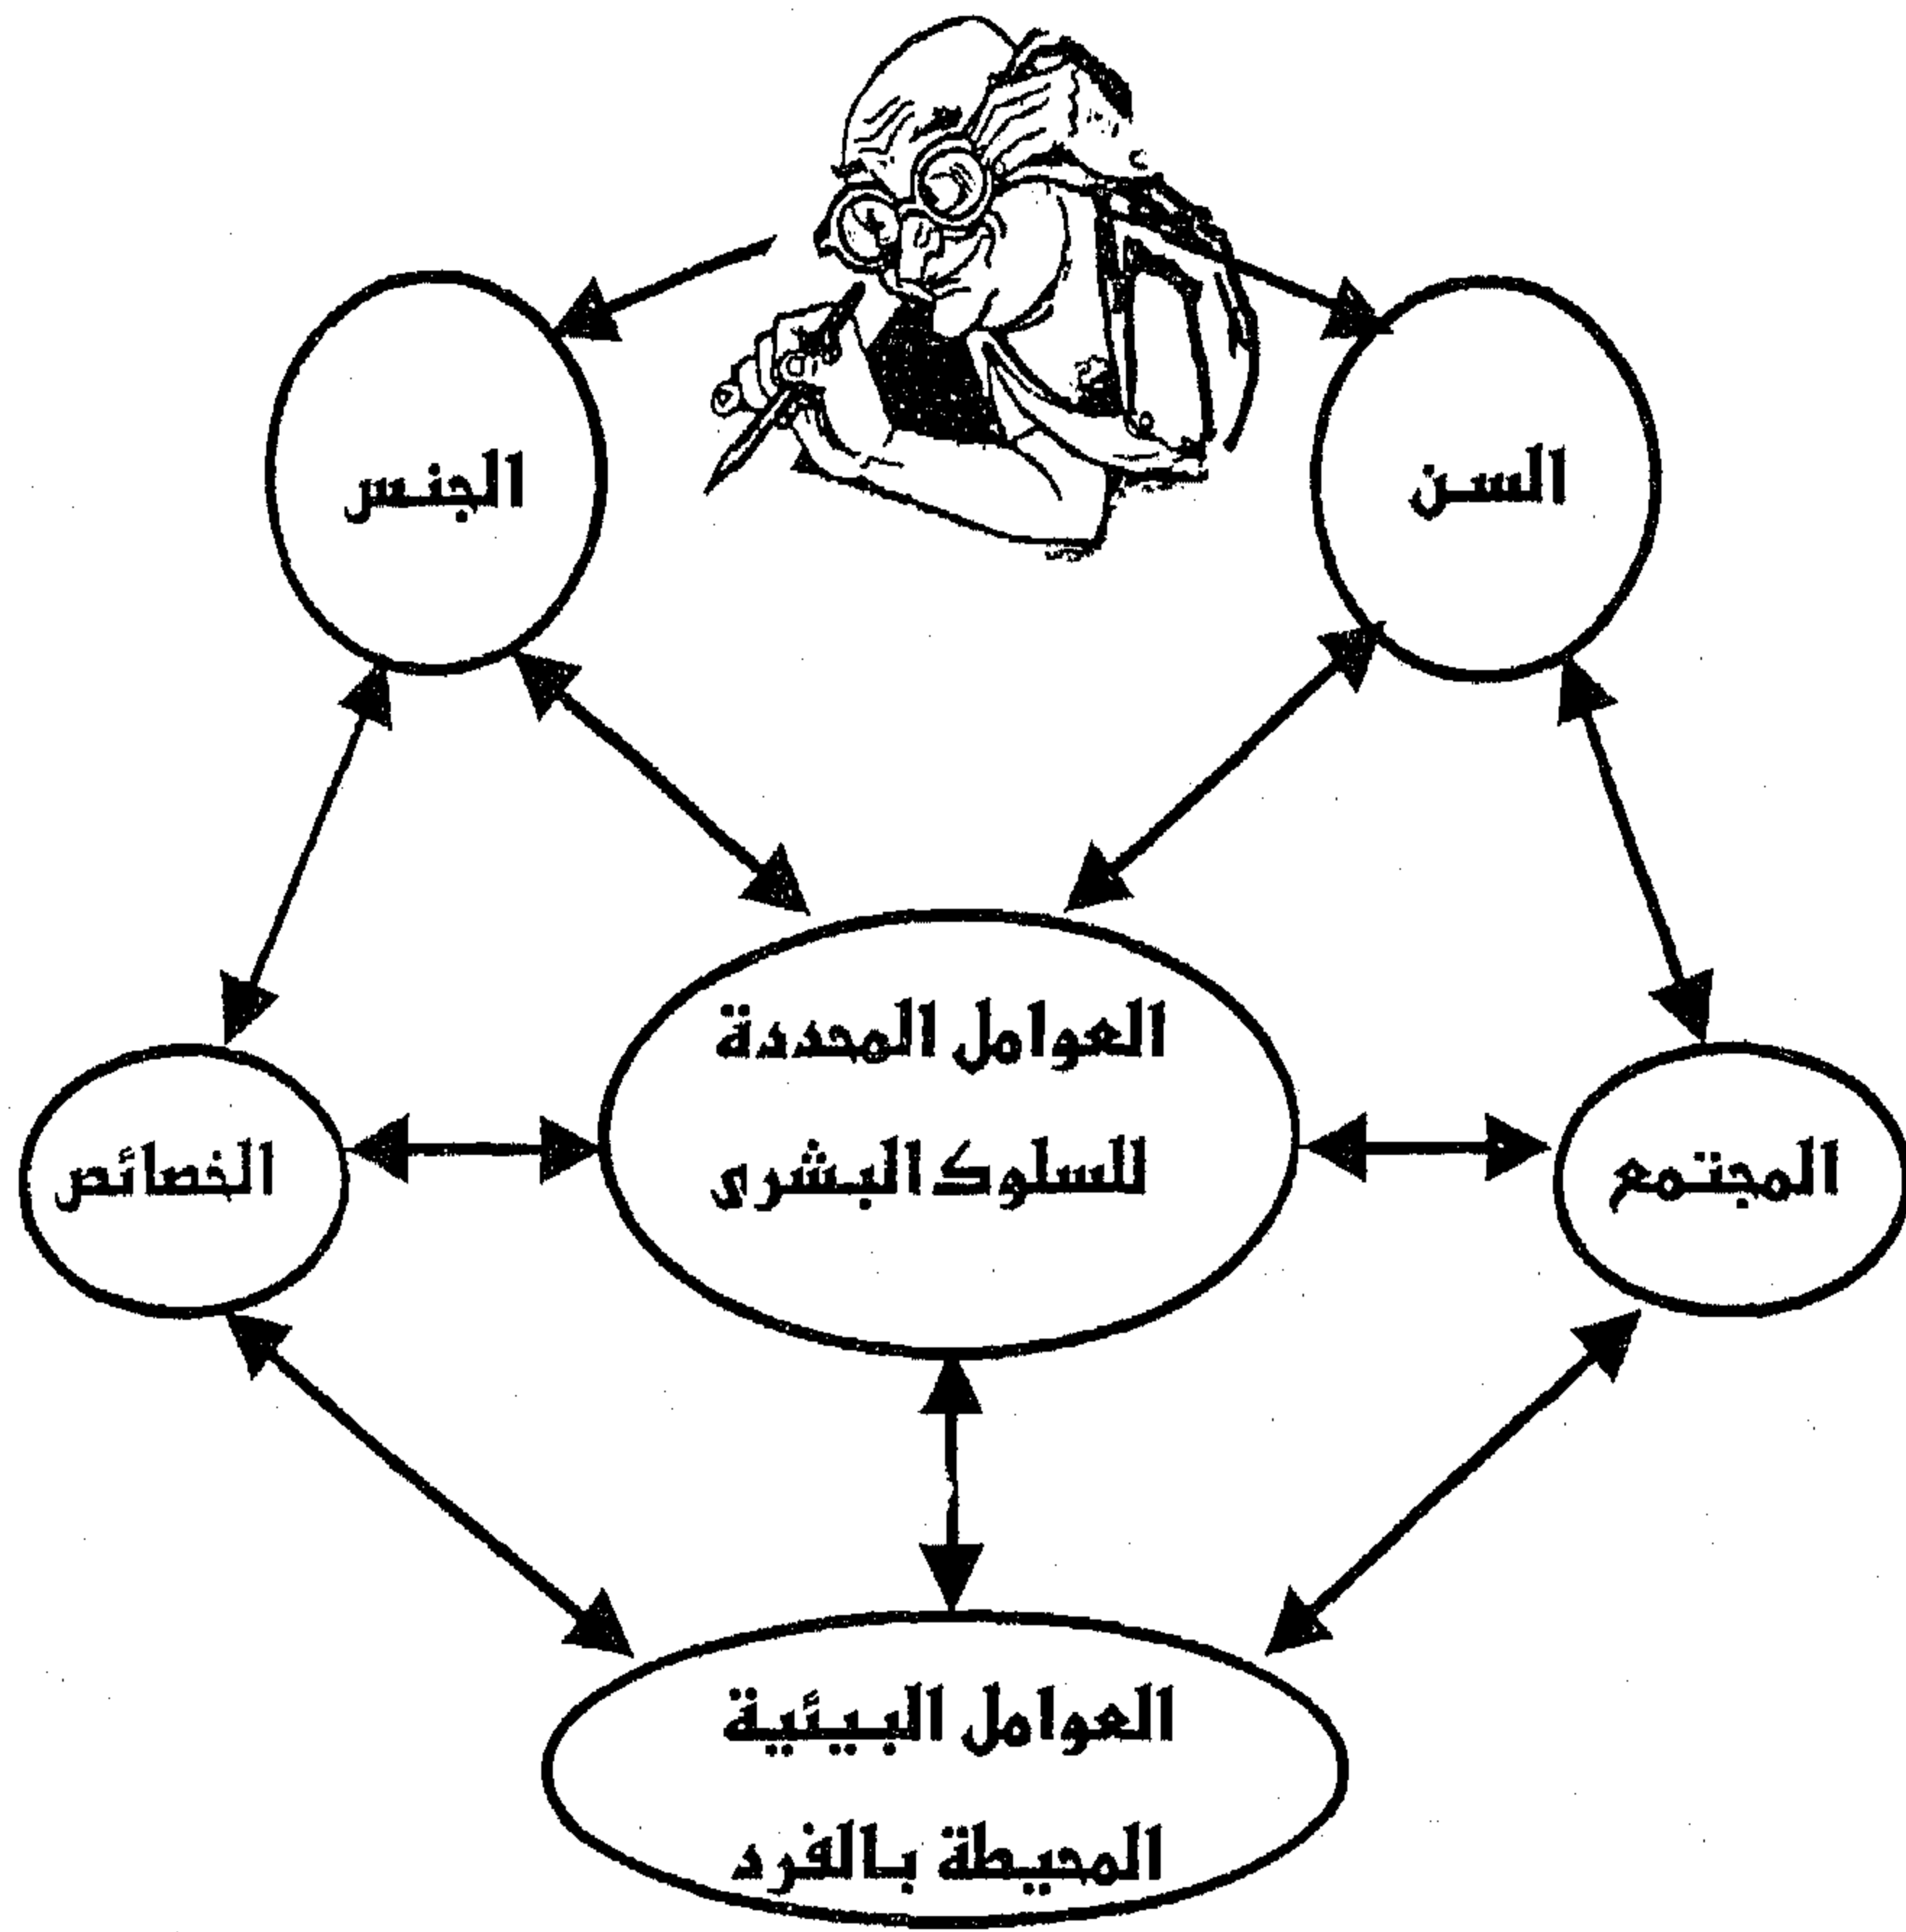 السن
الجنس
العوامل المحددة
للسلوك البشرى
المجتمع
الخصائص
العوامل البيئية
المحيطة بالفرد